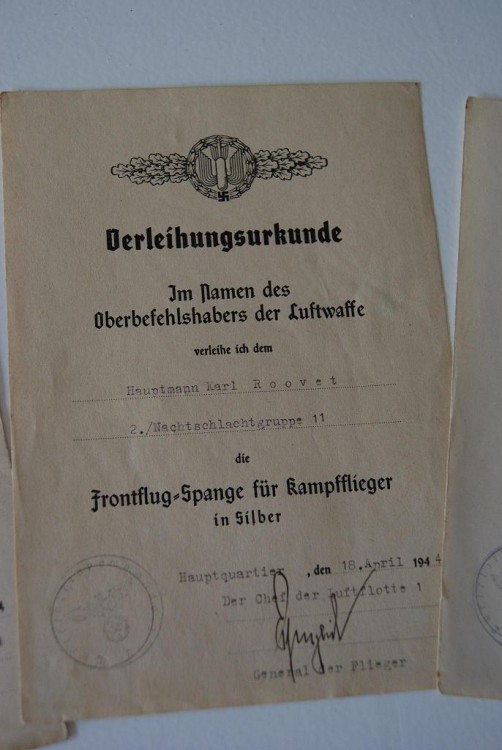 Verleihungsurkunde
Im Namen des
Oberbefehlshabers der Luftwaffe
verleihe ich dem
Hauptmann Karl Roovet
2./Nachtschlachtgruppe 11
die
Frontflug-Spange für Kampfflieger
in Silber
Hauptquartier, den 18.April 1944
Der Chef der Luftflotte 1
General der Flieger